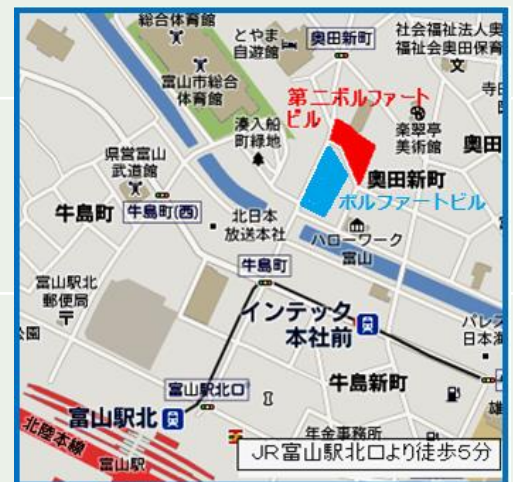 総合体育館
とやま
自遊館
奥田新町
社会福祉法人奥
福祉会奥田保育
文
富山市総合
体育館
第二ボルファート
ビル
寺田
湊入船
町緑地
楽翠亭
美術館
奥田
県営富山
武道館
奥田新町
ボルファートビル
牛島町
牛島町(西)
北日本
放送本社
ハローワーク
富山
牛島町
富山駅北
郵便局
インテック
本社前
パレス
日本海
公園
牛島新町
富山駅北口
雄
富山駅北
北陸本線
年金事務所
富山駅
JR富山駅北口より徒歩5分